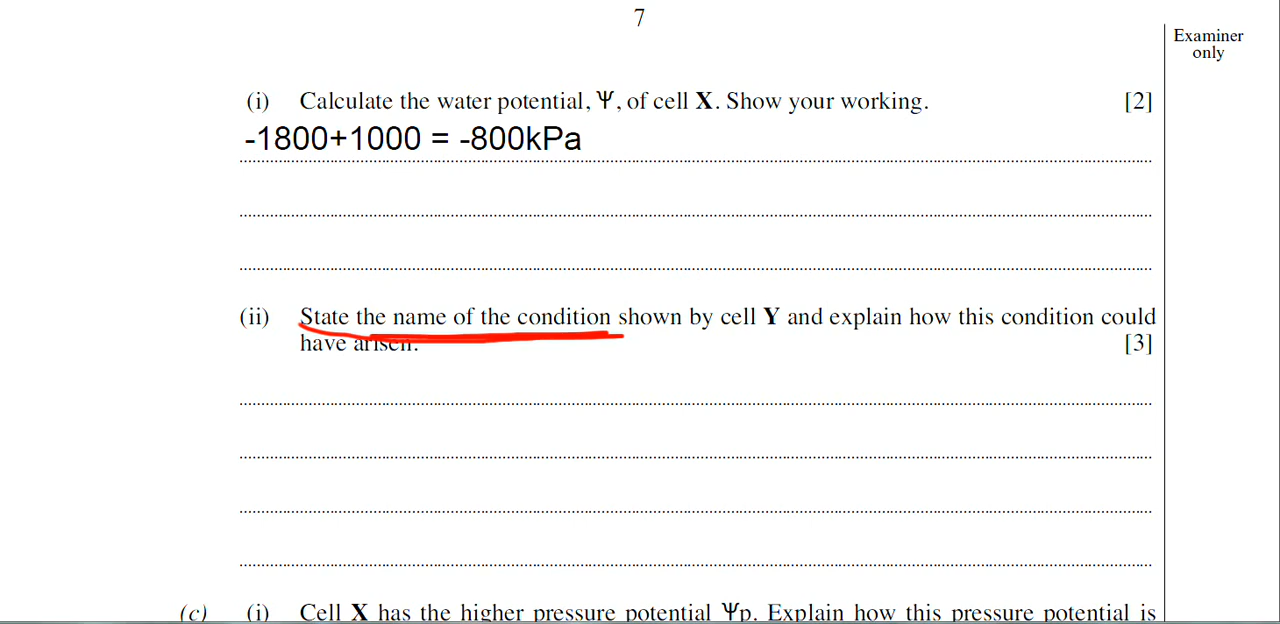 7
Examiner
only
(i) Calculate the water potential, Ψ, of cell X. Show your working. [2]
-1800+1000 = -800kPa
(ii) State the name of the condition shown by cell Y and explain how this condition could
have arisen. [3]
(c) (i) Cell X has the higher pressure potential Ψp. Explain how this pressure potential is